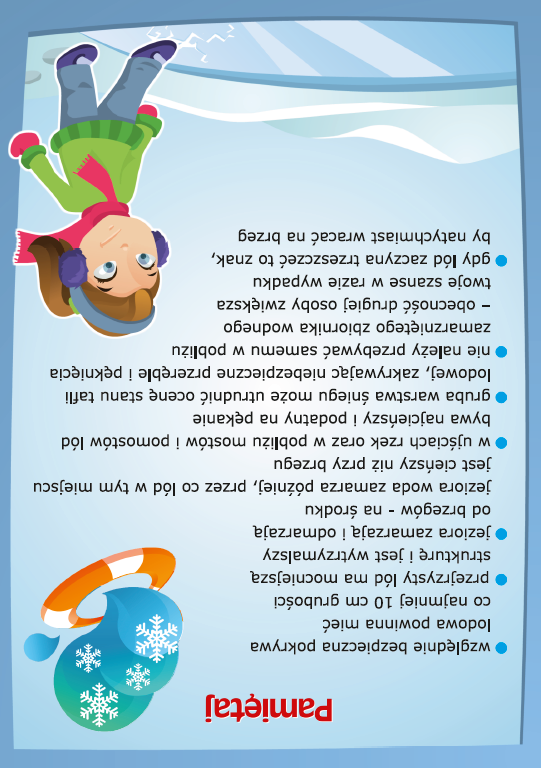 Pamiętaj
względnie bezpieczna pokrywa
lodowa powinna mieć
co najmniej 10 cm grubości
przejrzysty lód ma mocniejszą
strukturę i jest wytrzymalszy
jeziora zamarzają i odmarzają
od brzegów - na środku
jeziora woda zamarza później, przez co lód w tym miejscu
jest cieńszy niż przy brzegu
w ujściach rzek oraz w pobliżu mostów i pomostów lód
bywa najcieńszy i podatny na pękanie
gruba warstwa śniegu może utrudnić ocenę stanu tafli
lodowej, zakrywając niebezpieczne przeręble i pęknięcia
nie należy przebywać samemu w pobliżu
zamarzniętego zbiornika wodnego
– obecność drugiej osoby zwiększa
twoje szanse w razie wypadku
gdy lód zaczyna trzeszczeć to znak,
by natychmiast wracać na brzeg